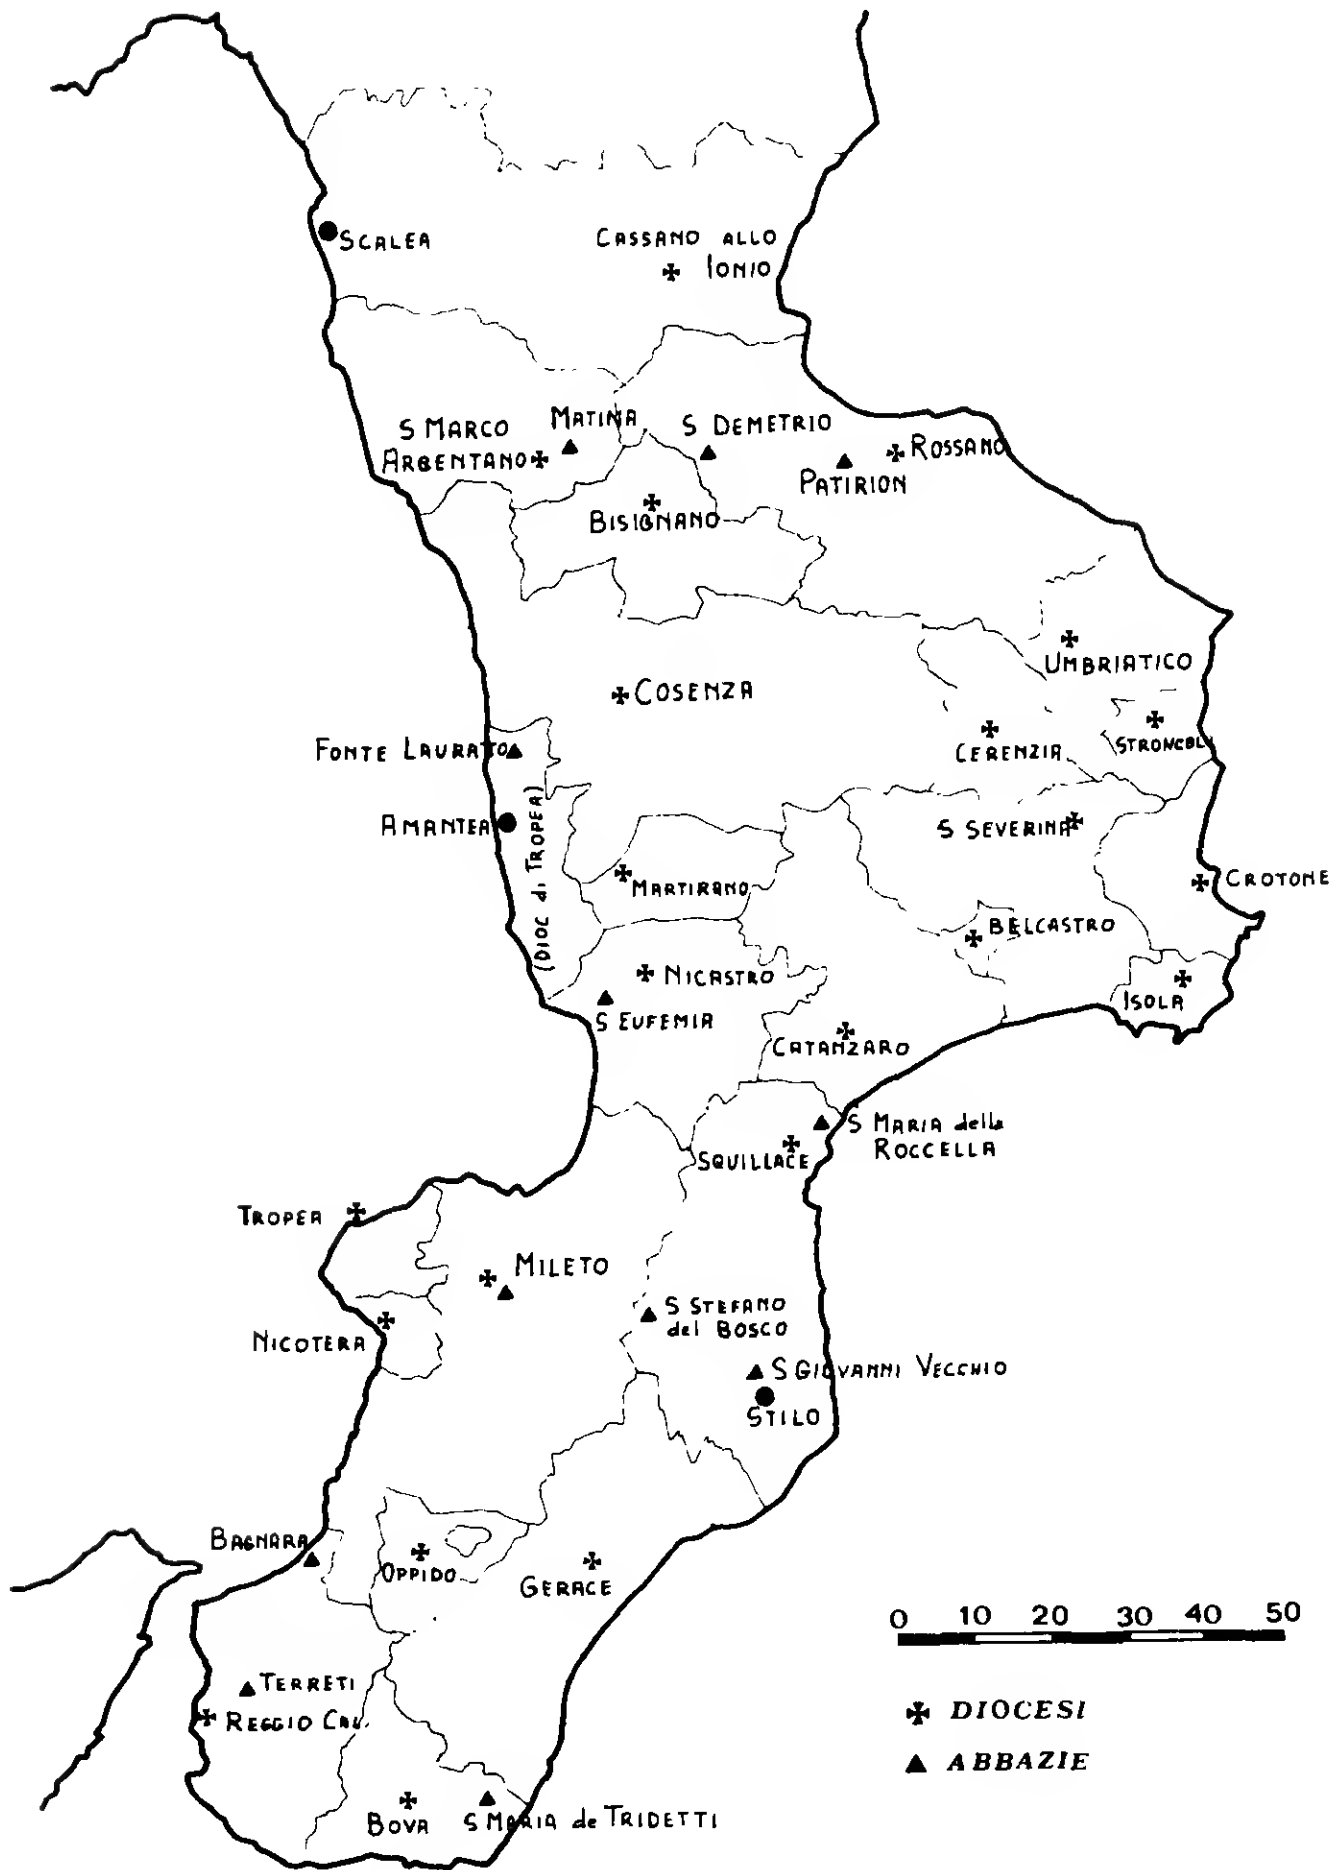 SCALEA
CASSANO ALLO
IONIO
S MARCO
ARGENTANO
MATINA
S DEMETRIO
ROSSANO
PATIRION
BISIGNANO
UMBRIATICO
COSENZA
STRONCOLI
CERENZIA
FONTE LAURATO
AMANTEA
(DIOC di TROPEA)
S SEVERINA
MARTIRANO
CROTONE
BELCASTRO
NICASTRO
ISOLA
S EUFEMIA
CATANZARO
S MARIA della
ROCCELLA
SQUILLACE
TROPEA
MILETO
S STEFANO
del BOSCO
NICOTERA
S GIOVANNI VECCHIO
STILO
BAGNARA
OPPIDO
GERACE
0 10 20 30 40 50
TERRETI
REGGIO CAL.
DIOCESI
ABBAZIE
BOVA
S MARIA de TRIDETTI